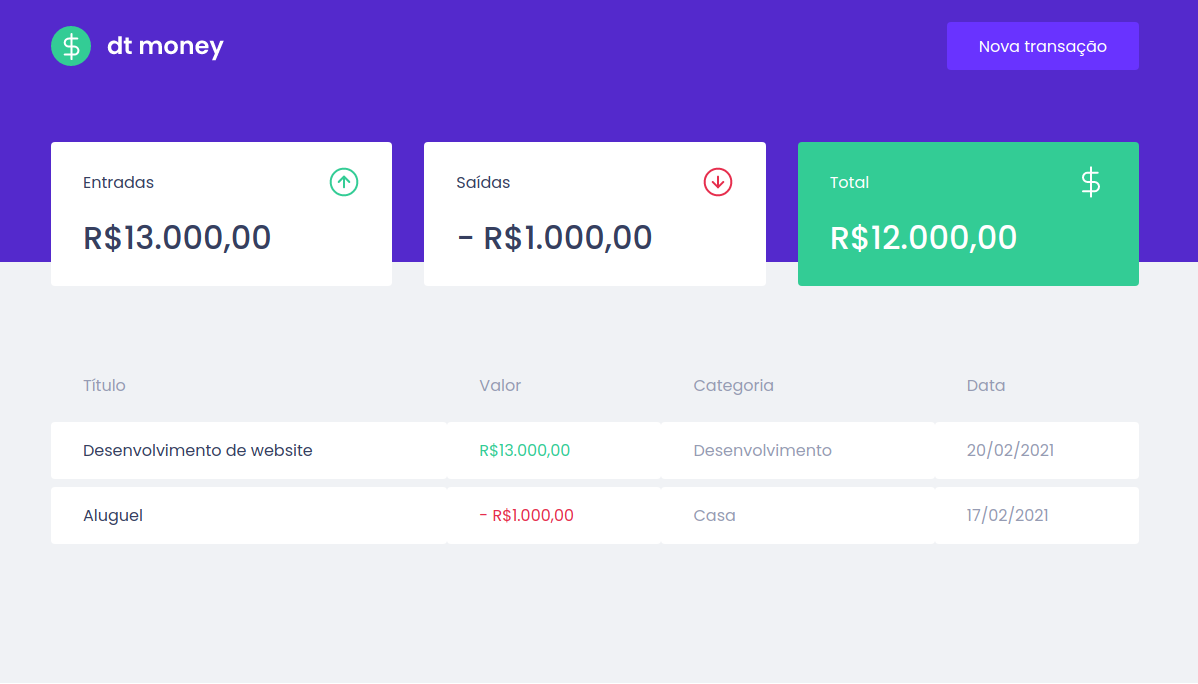 $ dt money
Nova transação
Entradas
R$13.000,00
Saídas
- R$1.000,00
Total $
R$12.000,00
Título Valor Categoria Data
Desenvolvimento de website R$13.000,00 Desenvolvimento 20/02/2021
Aluguel - R$1.000,00 Casa 17/02/2021